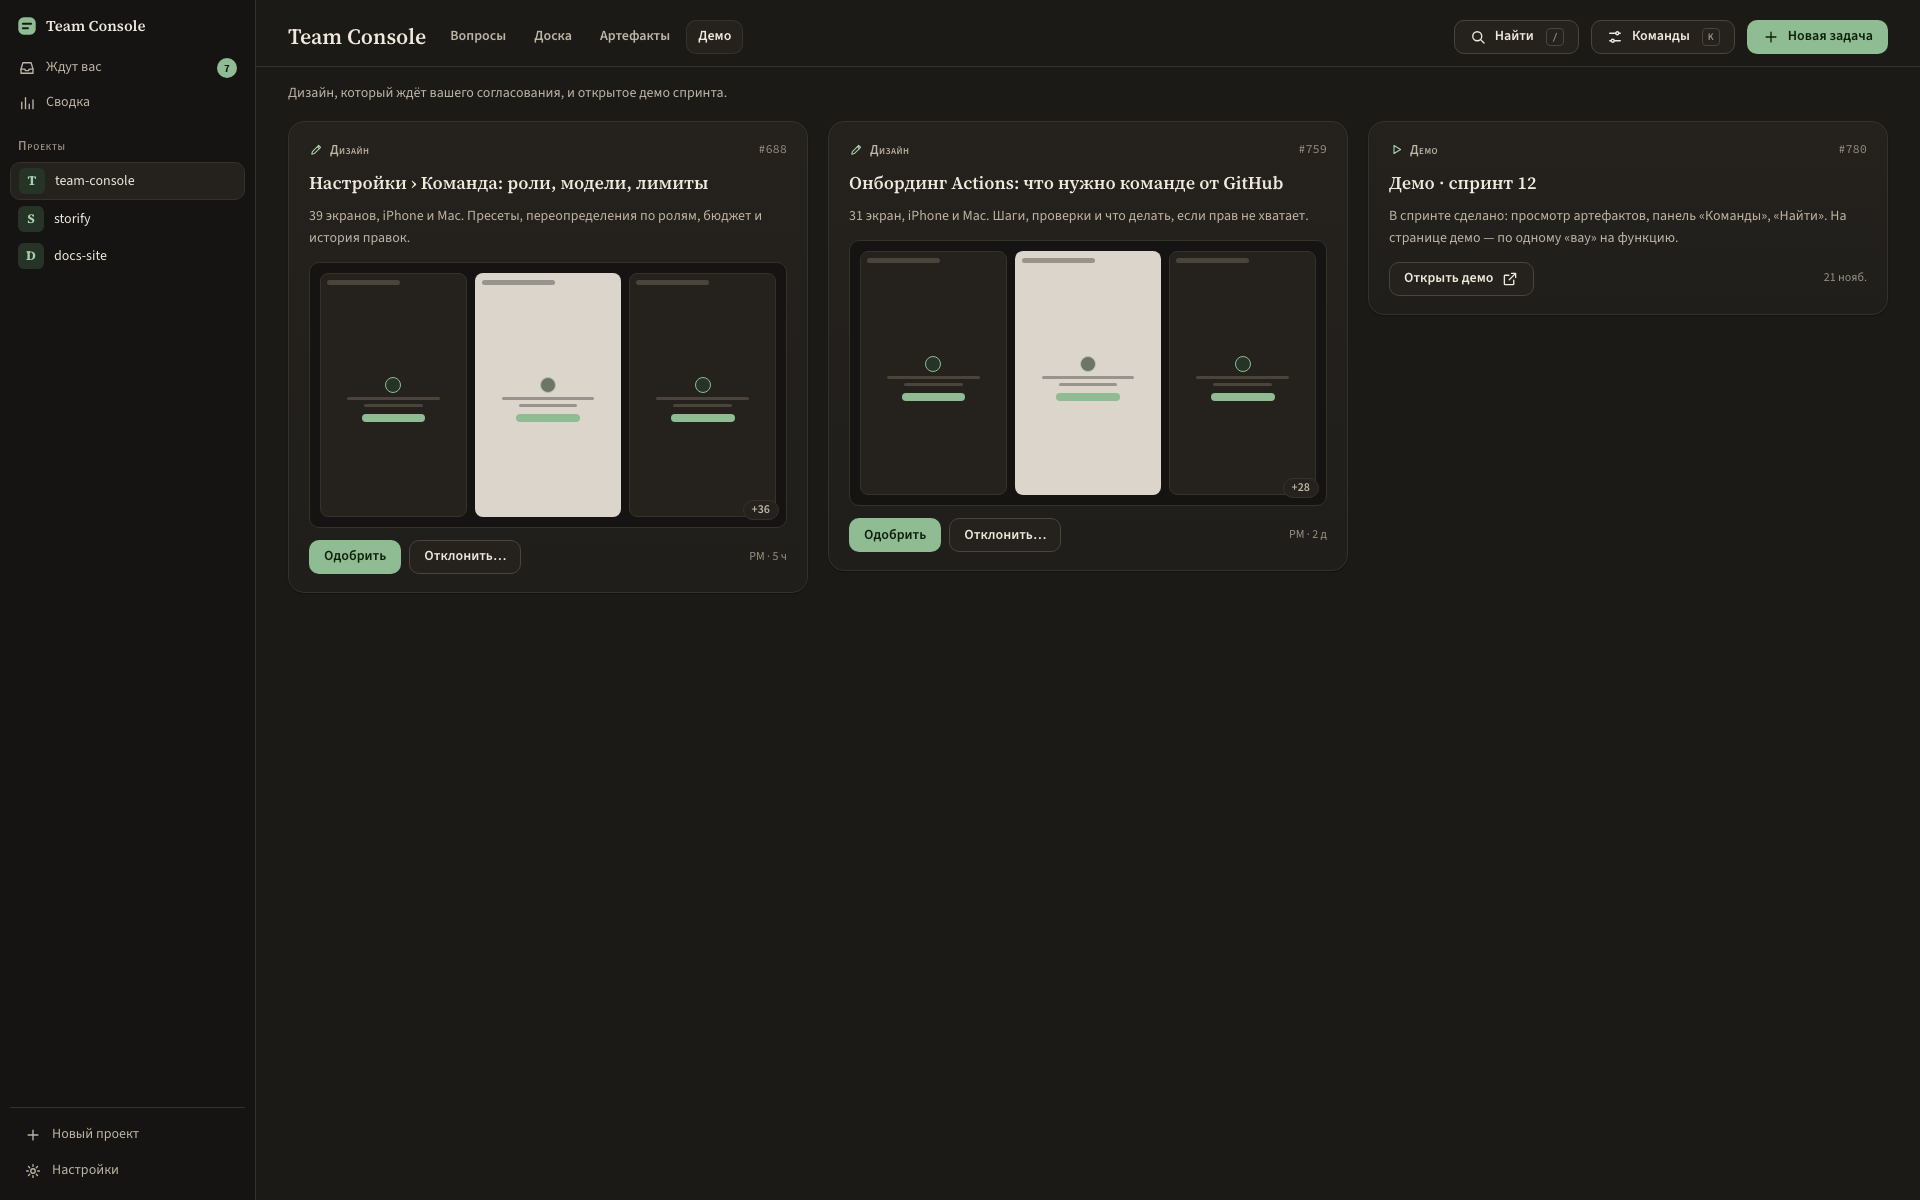 Team Console
Ждут вас
7
Сводка
Проекты
T
team-console
S
storify
D
docs-site
Новый проект
Настройки
Team Console
Вопросы
Доска
Артефакты
Демо
Найти
/
Команды
K
Новая задача
Дизайн, который ждёт вашего согласования, и открытое демо спринта.
Дизайн
#688
Настройки › Команда: роли, модели, лимиты
39 экранов, iPhone и Mac. Пресеты, переопределения по ролям, бюджет и
история правок.
+36
Одобрить
Отклонить…
PM · 5 ч
Дизайн
#759
Онбординг Actions: что нужно команде от GitHub
31 экран, iPhone и Mac. Шаги, проверки и что делать, если прав не хватает.
+28
Одобрить
Отклонить…
PM · 2 д
Демо
#780
Демо · спринт 12
В спринте сделано: просмотр артефактов, панель «Команды», «Найти». На
странице демо — по одному «вау» на функцию.
Открыть демо
21 нояб.